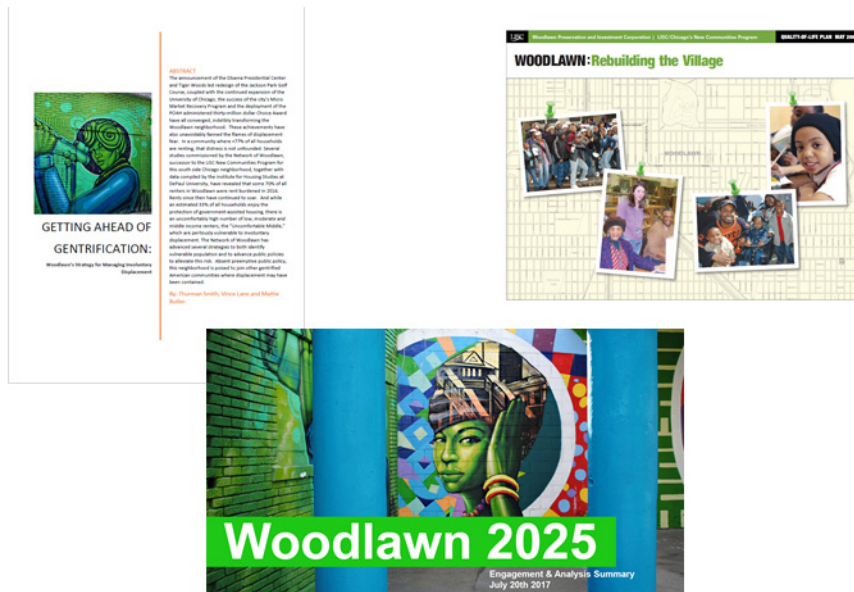 ABSTRACT
The announcement of the Obama Presidential Center
and Tiger Woods led redesign of the Jackson Park Golf
Course, coupled with the continued expansion of the
University of Chicago, the success of the city's Micro
Market Recovery Program and the deployment of the
POAH administered thirty-million dollar Choice Award
have all converged, indelibly transforming the
Woodlawn neighborhood. These achievements have
also unavoidably fanned the flames of displacement
fear. In a community where +77% of all households
are renting, that distress is not unfounded. Several
studies commissioned by the Network of Woodlawn,
successor to the LISC New Communities Program for
this south side Chicago neighborhood, together with
data compiled by the Institute for Housing Studies at
DePaul University, have revealed that some 70% of all
renters in Woodlawn were rent burdened in 2016.
Rents since then have continued to soar. And while
an estimated 33% of all households enjoy the
protection of government-assisted housing, there is
an uncomfortably high number of low, moderate and
middle income renters, the "Uncomfortable Middle,"
which are perilously vulnerable to involuntary
displacement. The Network of Woodlawn has
advanced several strategies to both identify
vulnerable population and to advance public policies
to alleviate this risk. Absent preemptive public policy,
this neighborhood is poised to join other gentrified
American communities where displacement may have
been contained.
By: Thurman Smith, Vince Lane and Mattie
Butler.
GETTING AHEAD OF
GENTRIFICATION:
Woodlawn's Strategy for Managing Involuntary
Displacement
LISC Woodlawn Preservation and Investment Corporation | LISC/Chicago's New Communities Program QUALITY-OF-LIFE PLAN MAY
WOODLAWN: Rebuilding the Village
Woodlawn 2025
Engagement & Analysis Summary
July 20th 2017